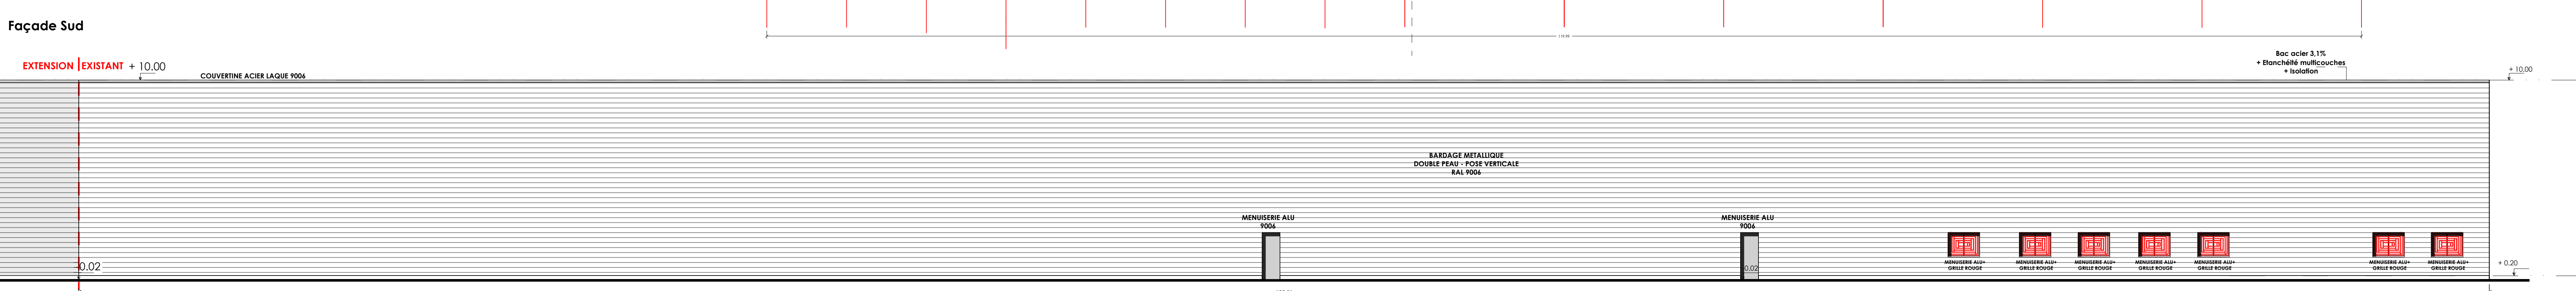 Façade Sud
EXTENSION EXISTANT + 10.00
COUVERTINE ACIER LAQUE 9006
Bac acier 3,1%
+ Etanchéité multicouches
+ Isolation
+ 10.00
BARDAGE METALLIQUE
DOUBLE PEAU - POSE VERTICALE
RAL 9006
MENUISERIE ALU
9006
MENUISERIE ALU
9006
0.02
0.02
MENUISERIE ALU+
GRILLE ROUGE
MENUISERIE ALU+
GRILLE ROUGE
MENUISERIE ALU+
GRILLE ROUGE
MENUISERIE ALU+
GRILLE ROUGE
MENUISERIE ALU+
GRILLE ROUGE
MENUISERIE ALU+
GRILLE ROUGE
MENUISERIE ALU+
GRILLE ROUGE
+ 0.20